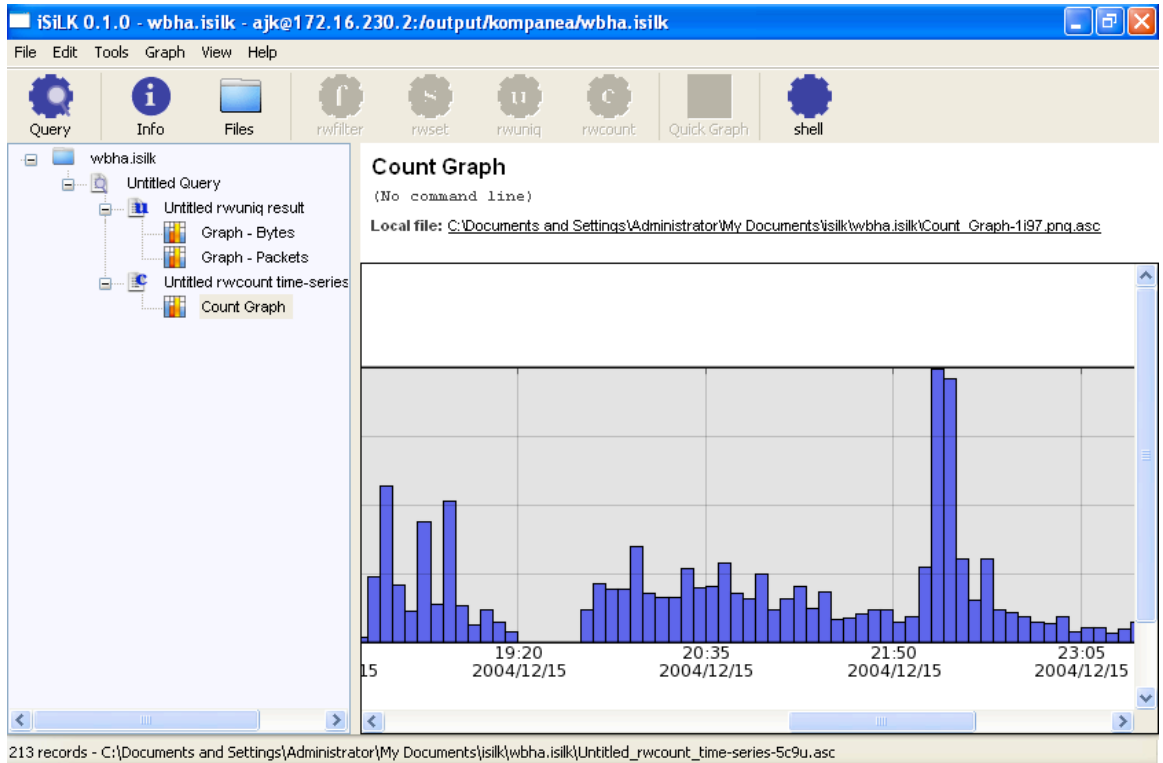 iSiLK 0.1.0 - wbha.isilk - ajk@172.16.230.2:/output/kompanea/wbha.isilk
File Edit Tools Graph View Help
Query Info Files rwfilter rwset rwuniq rwcount Quick Graph shell
wbha.isilk
Untitled Query
Untitled rwuniq result
Graph - Bytes
Graph - Packets
Untitled rwcount time-series
Count Graph
Count Graph
(No command line)
Local file: C:\Documents and Settings\Administrator\My Documents\isilk\wbha.isilk\Count_Graph-1i97.png.asc
19:20 20:35 21:50 23:05
15 2004/12/15 2004/12/15 2004/12/15 2004/12/15
213 records - C:\Documents and Settings\Administrator\My Documents\isilk\wbha.isilk\Untitled_rwcount_time-series-5c9u.asc